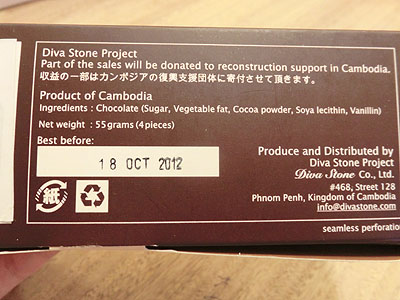 Diva Stone Project
Part of the sales will be donated to reconstruction support in Cambodia.
収益の一部はカンボジアの復興支援団体に寄付させて頂きます。
Product of Cambodia
Ingredients : Chocolate (Sugar, Vegetable fat, Cocoa powder, Soya lecithin, Vanillin)
Net weight : 55grams (4pieces)
Best before:
18 OCT 2012
紙
Produce and Distributed by
Diva Stone Project
Diva Stone Co., Ltd.
#468, Street 128
Phnom Penh, Kingdom of Cambodia
info@divastone.com
seamless perforatio